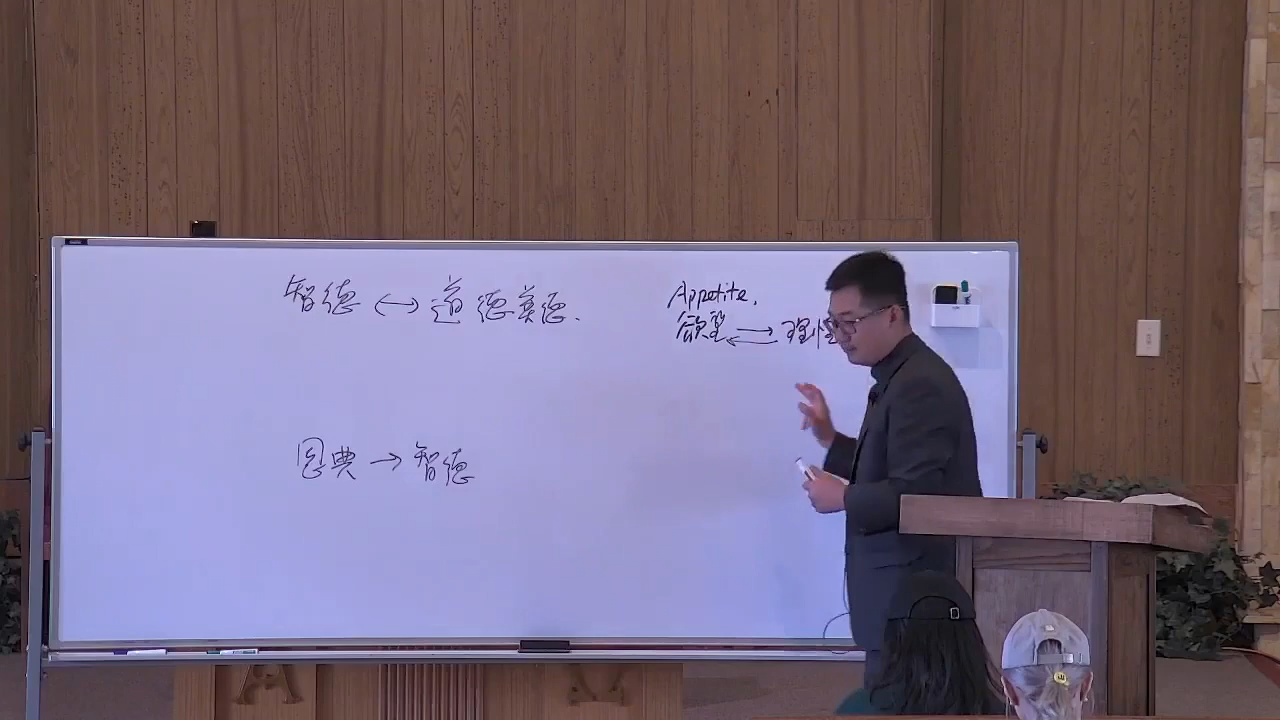 智德 ↔ 道德美德.
Appetite,
欲望 ⇄ 理性
恩典 → 智德